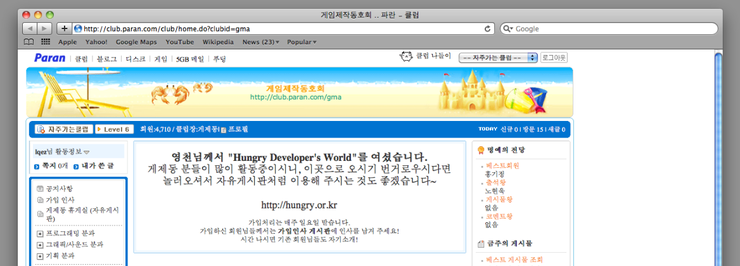 게임제작동호회 .. 파란 – 클럽
http://club.paran.com/club/home.do?clubid=gma
Google
Apple Yahoo! Google Maps YouTube Wikipedia News (23) Popular
Paran 클럽 블로그 디스크 게임 5GB 메일 푸딩
클럽 나들이 == 자주가는 클럽 == 로그아웃
게임제작동호회
http://club.paran.com/gma
자주가는클럽 Level 6 회원:4,710 / 클럽장:게제동 프로필
TODAY 신규 0 방문 15 새글 0
lqez님 활동정보
쪽지 0개 내가 쓴 글
공지사항
가입 인사
게제동 휴게실 (자유게시판)
프로그래밍 분과
그래픽/사운드 분과
기획 분과
영천님께서 "Hungry Developer's World"를 여셨습니다.
게제동 분들이 많이 활동중이시니, 이곳으로 오시기 번거로우시다면
놀러오셔서 자유게시판처럼 이용해 주시는 것도 좋겠습니다~
http://hungry.or.kr
가입처리는 매주 일요일 밤입니다.
가입하신 회원님들께서는 가입인사 게시판에 인사를 남겨 주세요!
시간 나시면 기존 회원님들도 자기소개!
명예의 전당
베스트회원
홍기정
출석왕
노현욱
게시물왕
없음
코멘트왕
없음
금주의 게시물
베스트 게시물 조회